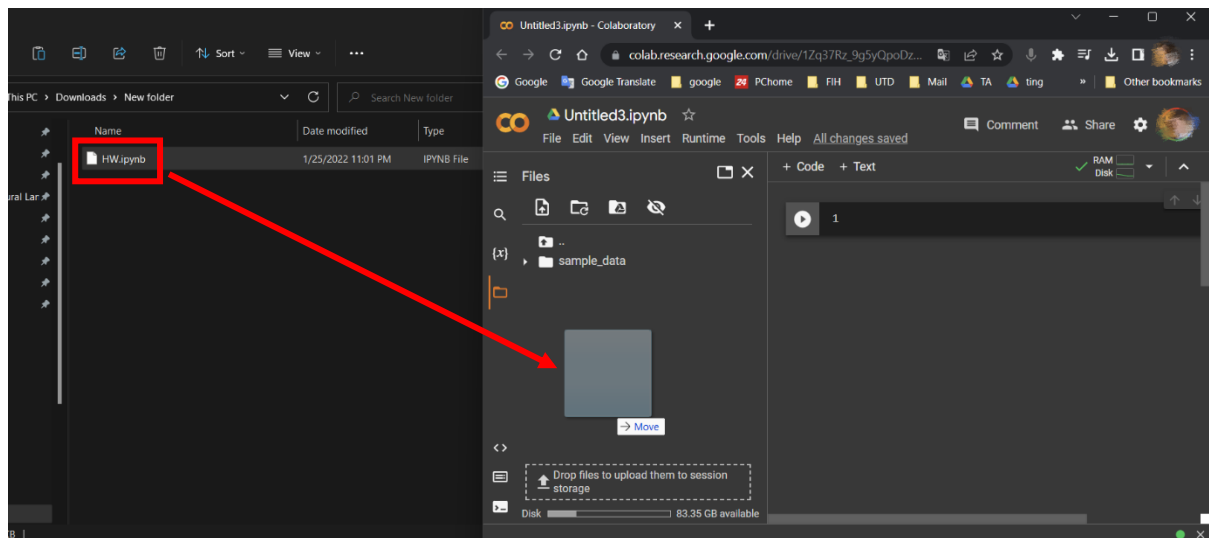 Sort
View
This PC > Downloads > New folder
Search New folder
Name
Date modified
Type
HW.ipynb
1/25/2022 11:01 PM
IPYNB File
ural Lar
Untitled3.ipynb - Colaboratory
colab.research.google.com/drive/1Zq37Rz_9g5yQpoDz...
Google
Google Translate
google
24 PChome
FIH
UTD
Mail
TA
ting
»
Other bookmarks
Untitled3.ipynb
File Edit View Insert Runtime Tools Help All changes saved
Comment
Share
Files
+ Code + Text
RAM
Disk
1
{x}
..
sample_data
→ Move
<>
Drop files to upload them to session
storage
Disk
83.35 GB available